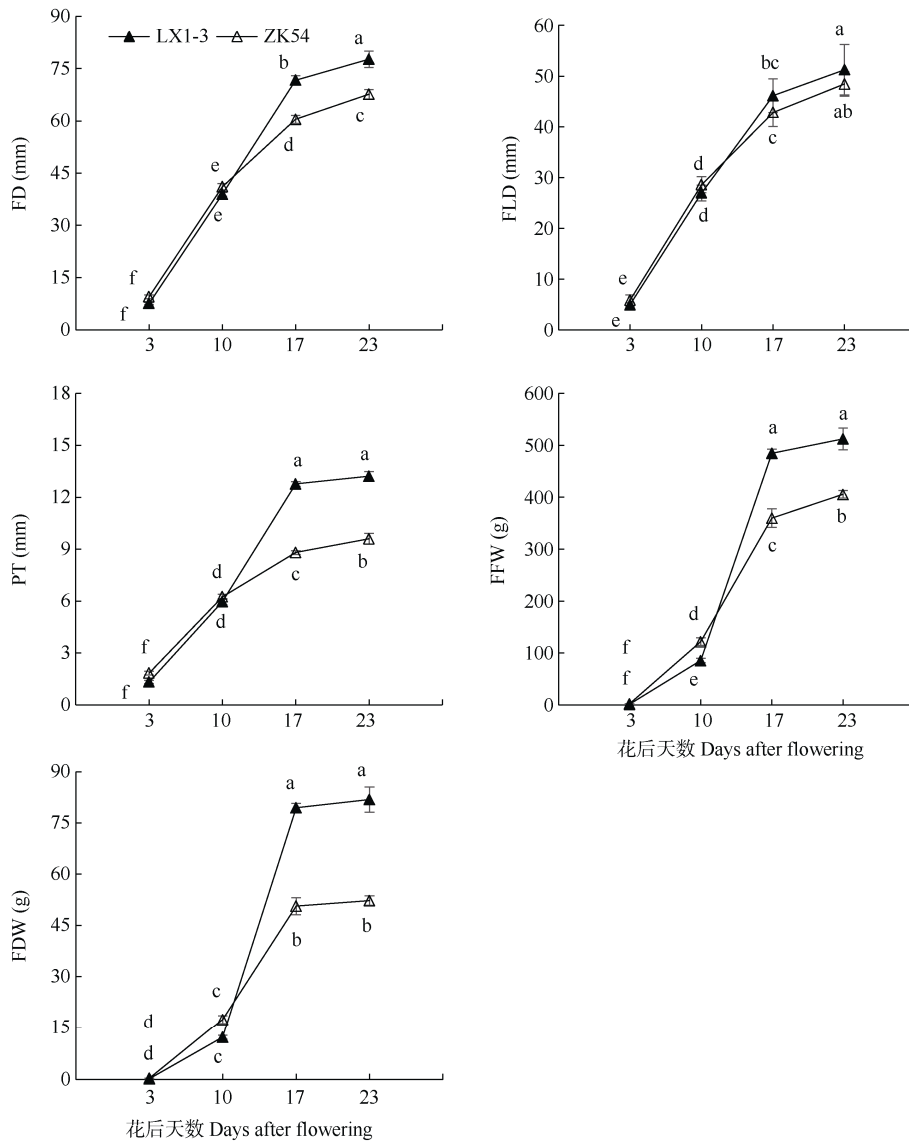 LX1-3 ZK54
FD (mm)
90
75
60
45
30
15
0
3 10 17 23
f f e e b d a c
FLD (mm)
60
50
40
30
20
10
0
3 10 17 23
e e d d bc c a ab
PT (mm)
18
15
12
9
6
3
0
3 10 17 23
f f d d a c a b
FFW (g)
600
500
400
300
200
100
0
3 10 17 23
f f d e a c a b
花后天数 Days after flowering
FDW (g)
90
75
60
45
30
15
0
3 10 17 23
d d c c a b a b
花后天数 Days after flowering